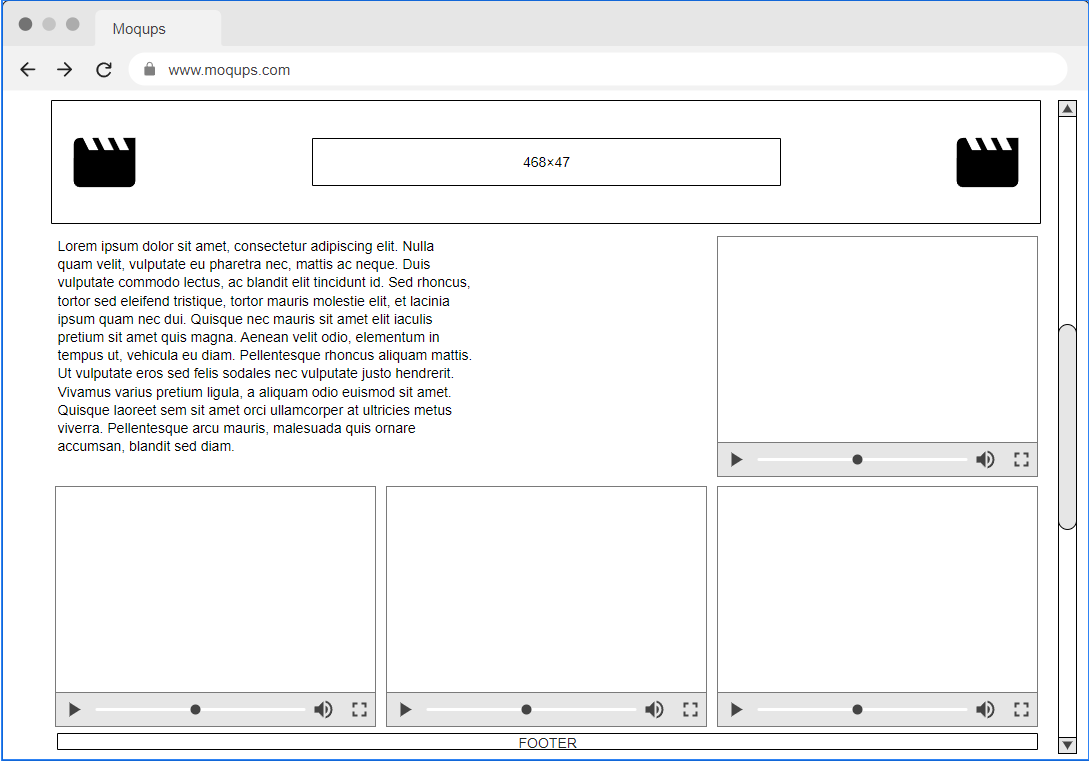 Moqups
www.moqups.com
468×47
Lorem ipsum dolor sit amet, consectetur adipiscing elit. Nulla
quam velit, vulputate eu pharetra nec, mattis ac neque. Duis
vulputate commodo lectus, ac blandit elit tincidunt id. Sed rhoncus,
tortor sed eleifend tristique, tortor mauris molestie elit, et lacinia
ipsum quam nec dui. Quisque nec mauris sit amet elit iaculis
pretium sit amet quis magna. Aenean velit odio, elementum in
tempus ut, vehicula eu diam. Pellentesque rhoncus aliquam mattis.
Ut vulputate eros sed felis sodales nec vulputate justo hendrerit.
Vivamus varius pretium ligula, a aliquam odio euismod sit amet.
Quisque laoreet sem sit amet orci ullamcorper at ultricies metus
viverra. Pellentesque arcu mauris, malesuada quis ornare
accumsan, blandit sed diam.
FOOTER